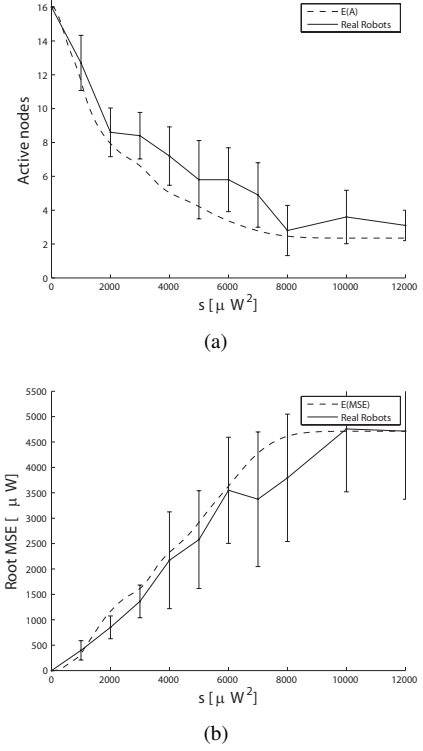 16
14
12
10
8
6
4
2
0
Active nodes
E(A)
Real Robots
0 2000 4000 6000 8000 10000 12000
s [ μ W²]
(a)
5500
5000
4500
4000
3500
3000
2500
2000
1500
1000
500
0
Root MSE [ μ W]
E(MSE)
Real Robots
0 2000 4000 6000 8000 10000 12000
s [ μ W²]
(b)